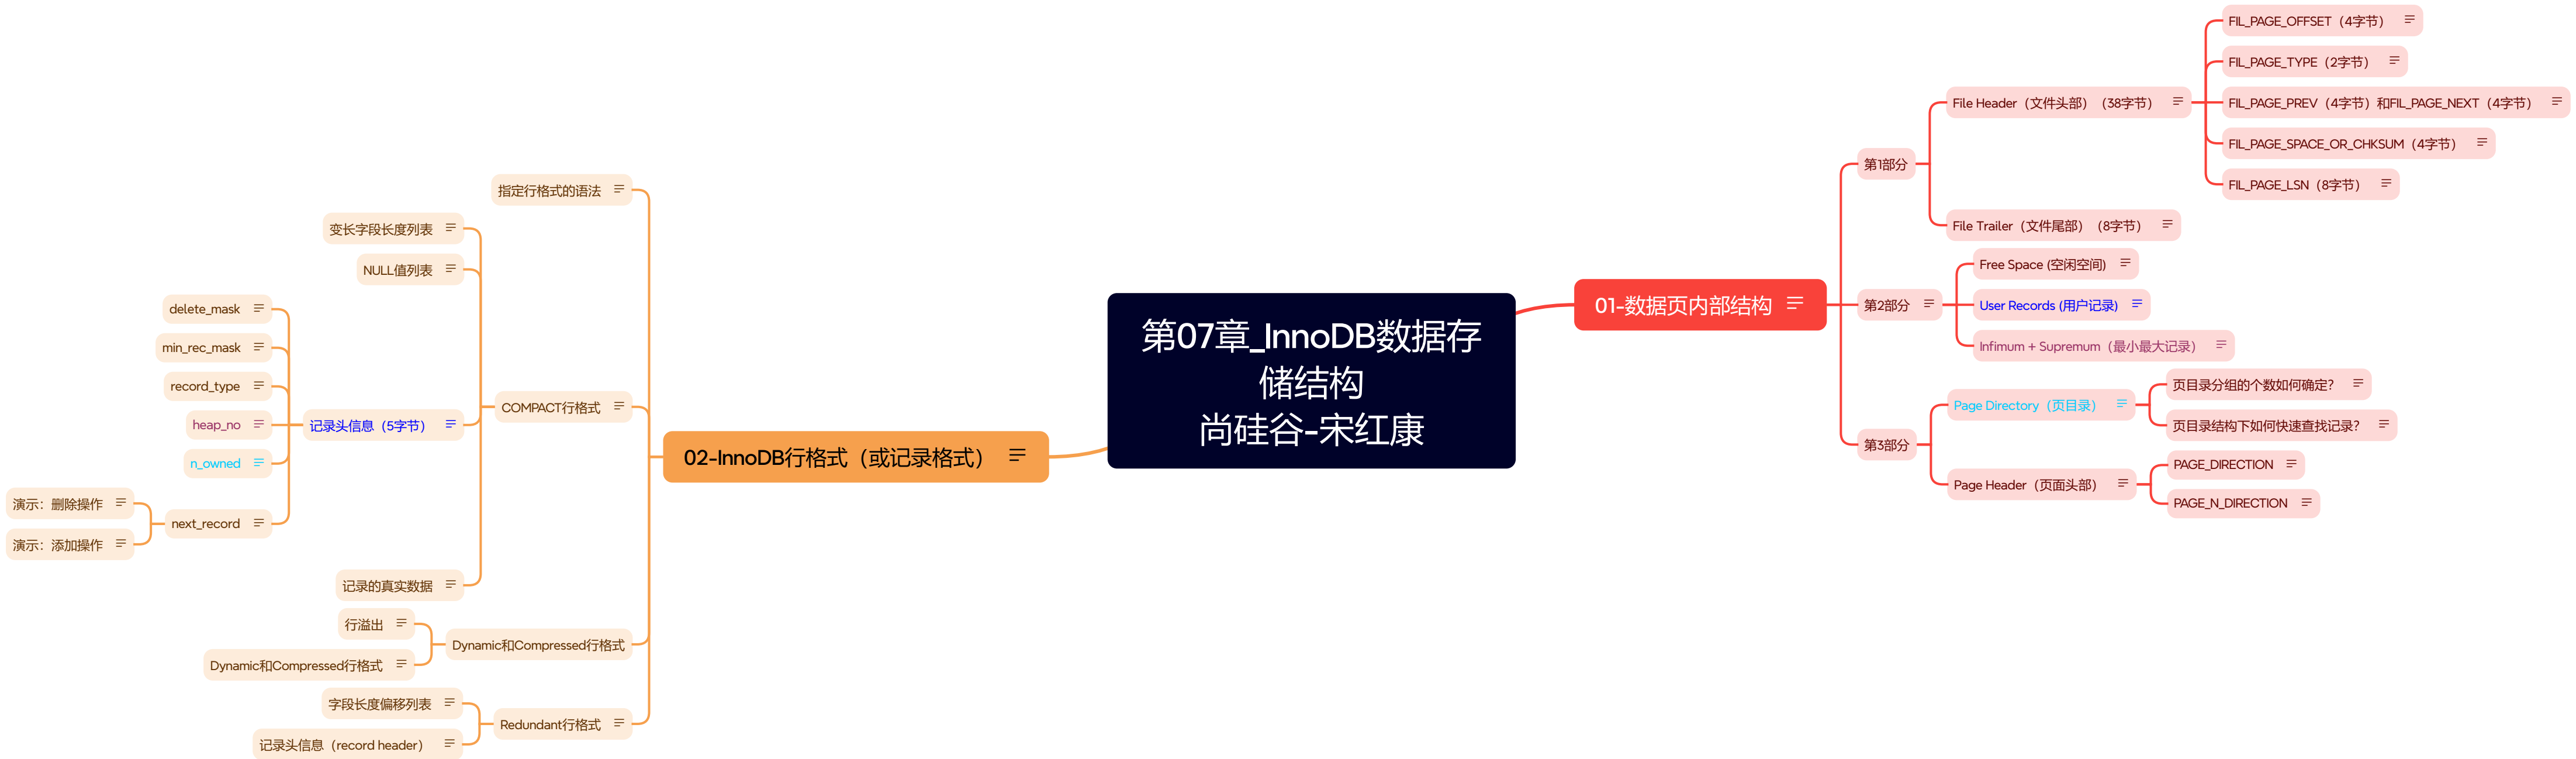 第07章_InnoDB数据存
储结构
尚硅谷-宋红康
01-数据页内部结构
第1部分
File Header（文件头部）（38字节）
FIL_PAGE_OFFSET（4字节）
FIL_PAGE_TYPE（2字节）
FIL_PAGE_PREV（4字节）和FIL_PAGE_NEXT（4字节）
FIL_PAGE_SPACE_OR_CHKSUM（4字节）
FIL_PAGE_LSN（8字节）
File Trailer（文件尾部）（8字节）
第2部分
Free Space (空闲空间)
User Records (用户记录)
Infimum + Supremum（最小最大记录）
第3部分
Page Directory（页目录）
页目录分组的个数如何确定？
页目录结构下如何快速查找记录？
Page Header（页面头部）
PAGE_DIRECTION
PAGE_N_DIRECTION
02-InnoDB行格式（或记录格式）
指定行格式的语法
COMPACT行格式
变长字段长度列表
NULL值列表
记录头信息（5字节）
delete_mask
min_rec_mask
record_type
heap_no
n_owned
next_record
演示：删除操作
演示：添加操作
记录的真实数据
Dynamic和Compressed行格式
行溢出
Dynamic和Compressed行格式
Redundant行格式
字段长度偏移列表
记录头信息（record header）